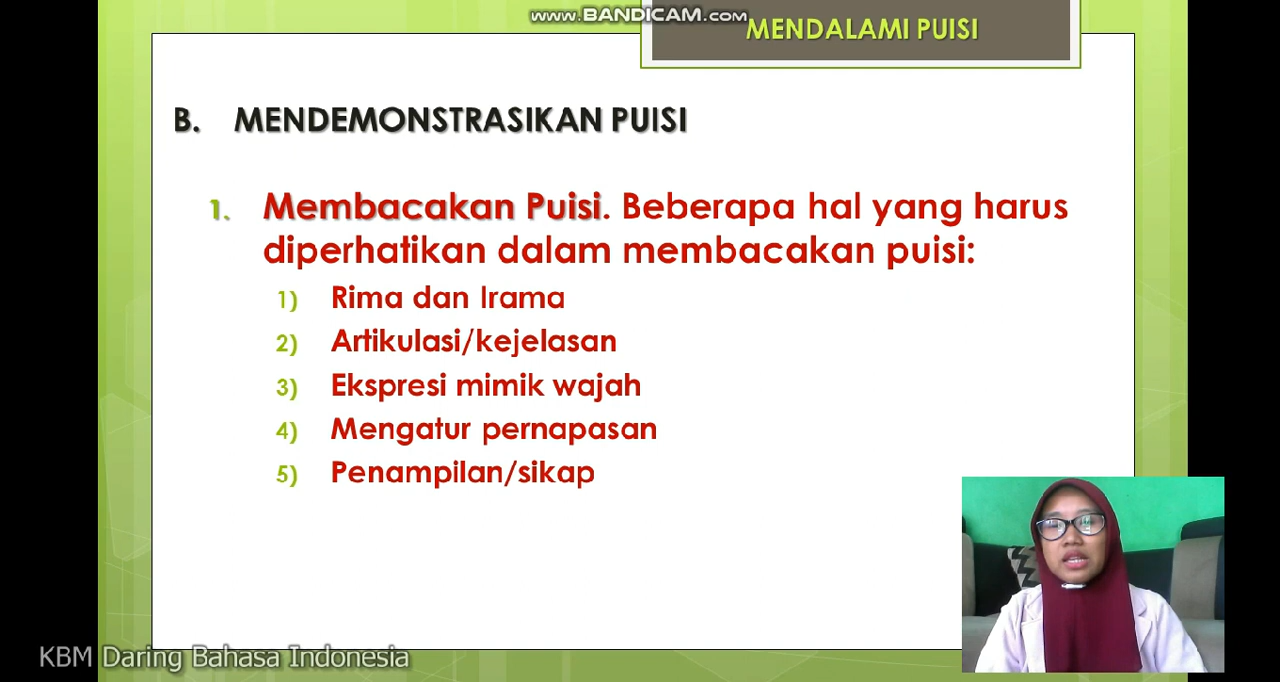 www.BANDICAM.com
MENDALAMI PUISI
B. MENDEMONSTRASIKAN PUISI
1. Membacakan Puisi. Beberapa hal yang harus
diperhatikan dalam membacakan puisi:
1) Rima dan Irama
2) Artikulasi/kejelasan
3) Ekspresi mimik wajah
4) Mengatur pernapasan
5) Penampilan/sikap
KBM Daring Bahasa Indonesia